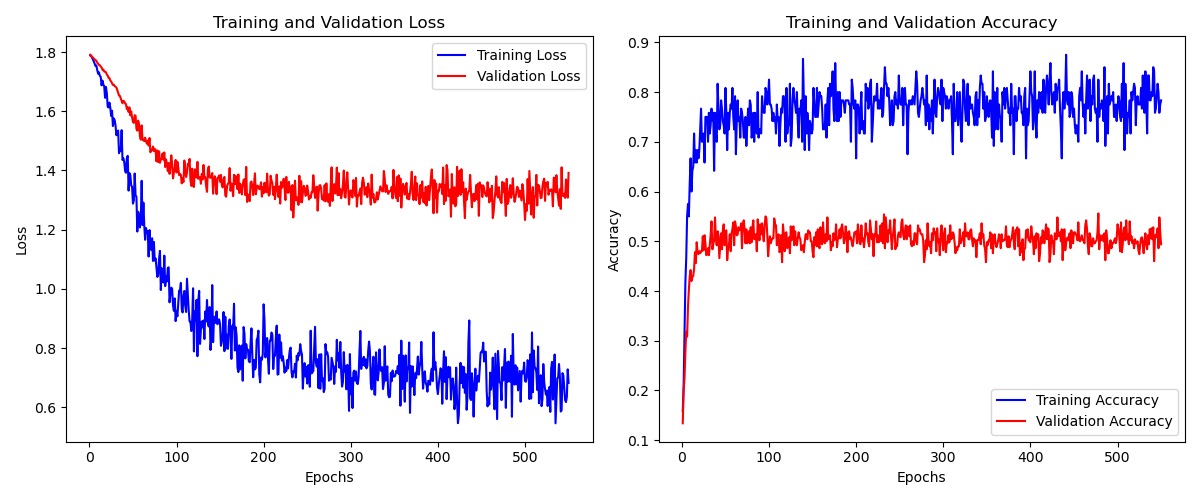 Training and Validation Loss
Training Loss
Validation Loss
1.8
1.6
1.4
1.2
1.0
0.8
0.6
Loss
0 100 200 300 400 500
Epochs
Training and Validation Accuracy
0.9
0.8
0.7
0.6
0.5
0.4
0.3
0.2
0.1
Accuracy
Training Accuracy
Validation Accuracy
0 100 200 300 400 500
Epochs